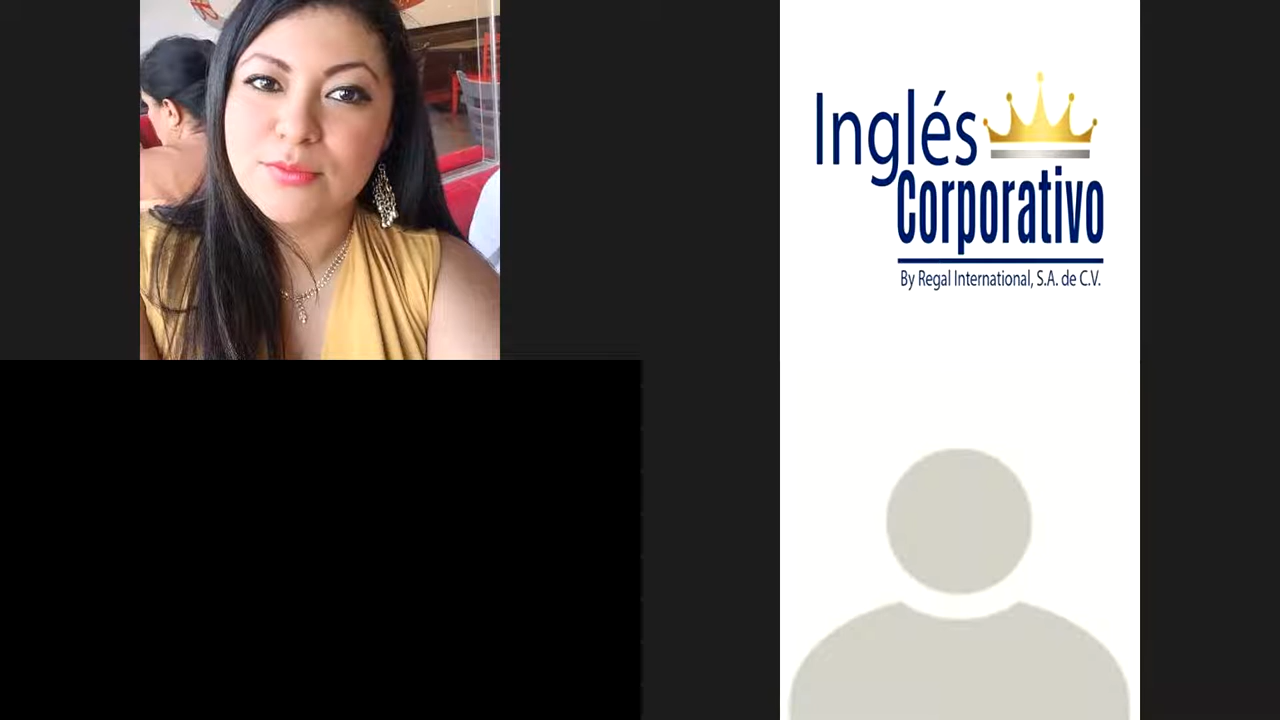 Inglés
Corporativo
By Regal International, S.A. de C.V.